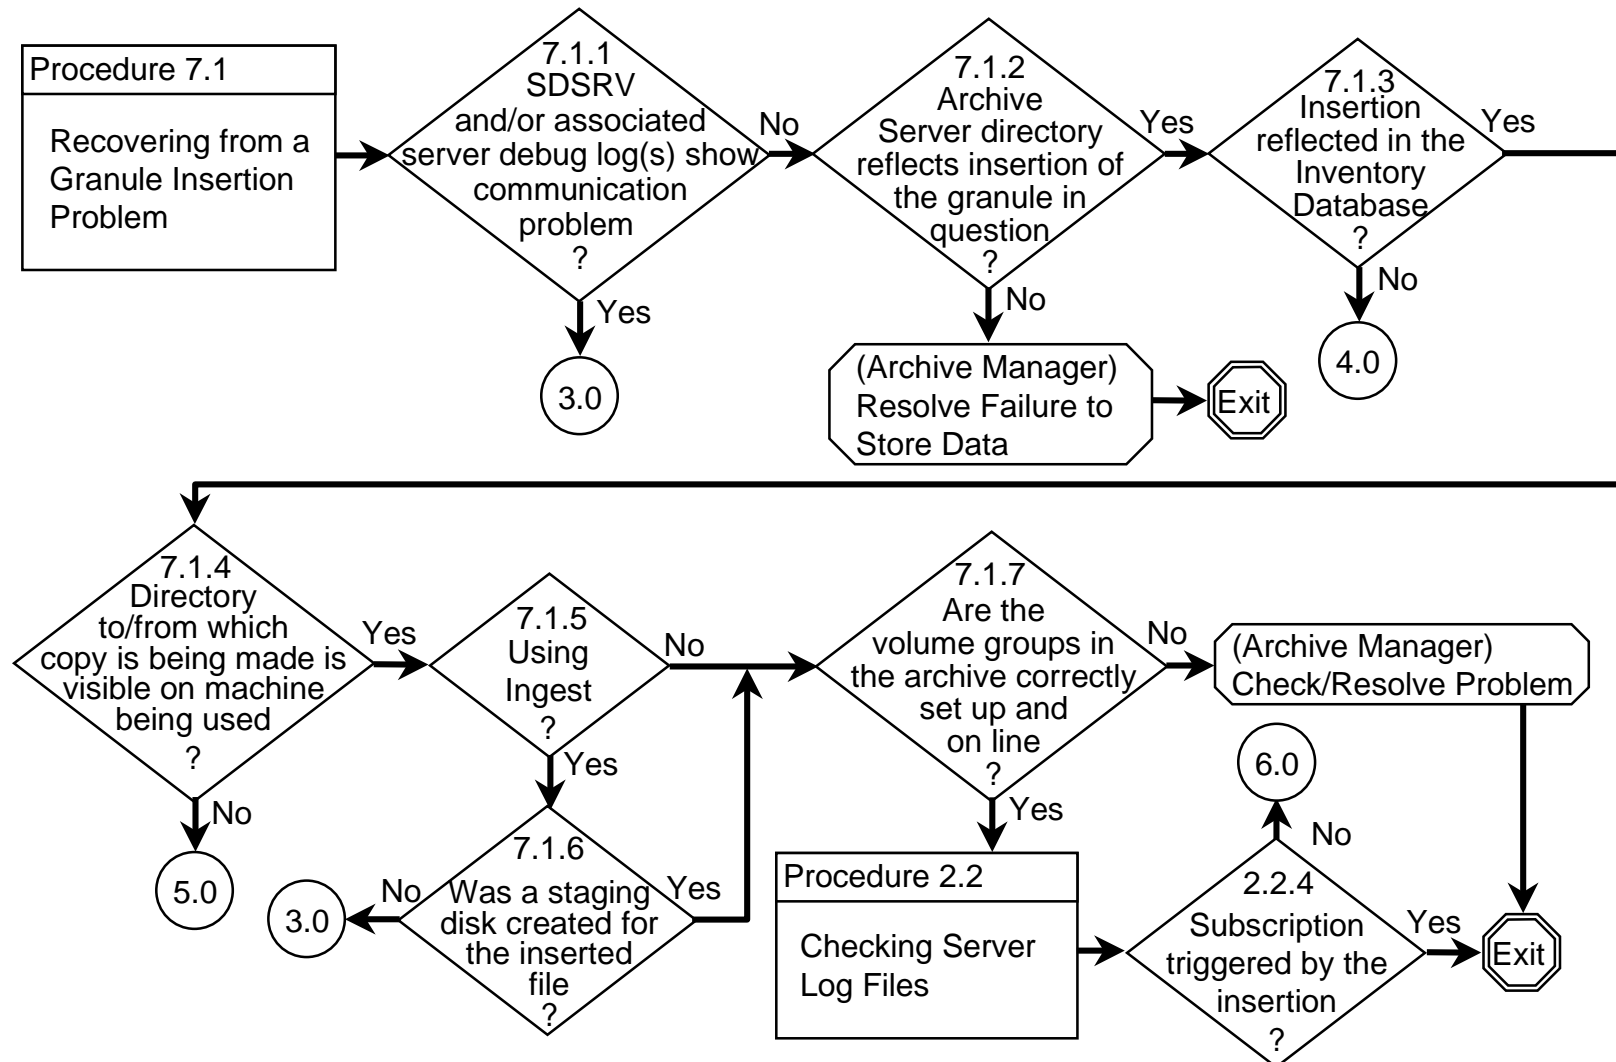 Procedure 7.1
Recovering from a
Granule Insertion
Problem
7.1.1
SDSRV
and/or associated
server debug log(s) show
communication
problem
?
No
Yes
3.0
7.1.2
Archive
Server directory
reflects insertion of
the granule in
question
?
Yes
No
(Archive Manager)
Resolve Failure to
Store Data
Exit
7.1.3
Insertion
reflected in the
Inventory
Database
?
Yes
No
4.0
7.1.4
Directory
to/from which
copy is being made is
visible on machine
being used
?
Yes
No
5.0
7.1.5
Using
Ingest
?
No
Yes
7.1.6
Was a staging
disk created for
the inserted
file
?
No
3.0
Yes
7.1.7
Are the
volume groups in
the archive correctly
set up and
on line
?
No
(Archive Manager)
Check/Resolve Problem
Yes
Procedure 2.2
Checking Server
Log Files
2.2.4
Subscription
triggered by the
insertion
?
No
6.0
Yes
Exit